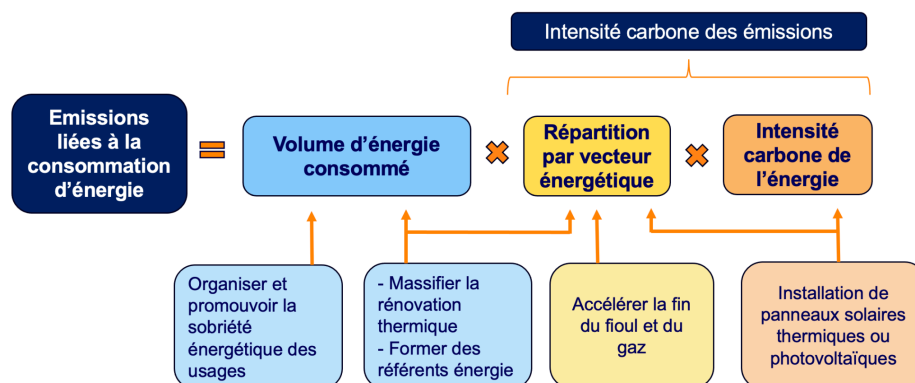 Intensité carbone des émissions
Emissions
liées à la
consommation
d’énergie
=
Volume d’énergie
consommé
Répartition
par vecteur
énergétique
Intensité
carbone de
l’énergie
Organiser et
promouvoir la
sobriété
énergétique des
usages
- Massifier la
rénovation
thermique
- Former des
référents énergie
Accélérer la fin
du fioul et du
gaz
Installation de
panneaux solaires
thermiques ou
photovoltaïques